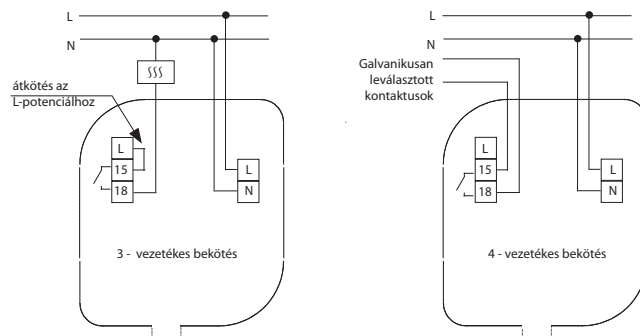 L
N
átkötés az
L-potenciálhoz
L
15
18
L
N
3 - vezetékes bekötés
L
N
Galvanikusan
leválasztott
kontaktusok
L
15
18
L
N
4 - vezetékes bekötés